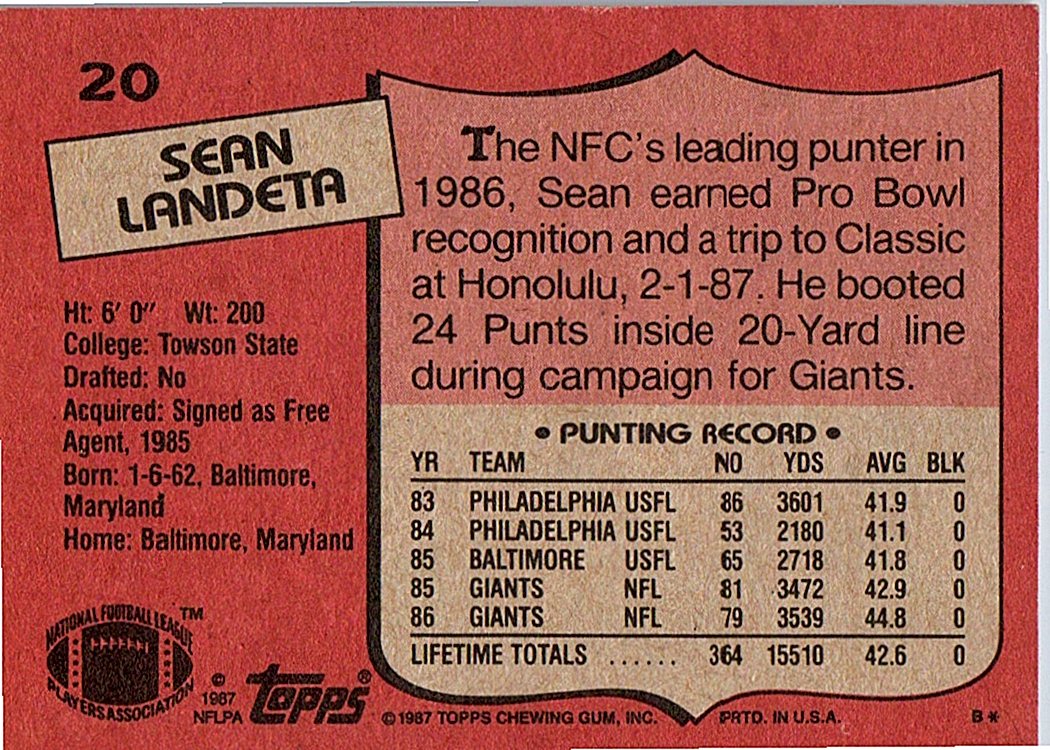 20
SEAN
LANDETA
Ht: 6' 0" Wt: 200
College: Towson State
Drafted: No
Acquired: Signed as Free
Agent, 1985
Born: 1-6-62, Baltimore,
Maryland
Home: Baltimore, Maryland
NATIONAL FOOTBALL LEAGUE ™
PLAYERS ASSOCIATION
© 1987
NFLPA
topps®
The NFC's leading punter in
1986, Sean earned Pro Bowl
recognition and a trip to Classic
at Honolulu, 2-1-87. He booted
24 Punts inside 20-Yard line
during campaign for Giants.
• PUNTING RECORD •
YR TEAM NO YDS AVG BLK
83 PHILADELPHIA USFL 86 3601 41.9 0
84 PHILADELPHIA USFL 53 2180 41.1 0
85 BALTIMORE USFL 65 2718 41.8 0
85 GIANTS NFL 81 3472 42.9 0
86 GIANTS NFL 79 3539 44.8 0
LIFETIME TOTALS ...... 364 15510 42.6 0
© 1987 TOPPS CHEWING GUM, INC. PRTD. IN U.S.A. B*